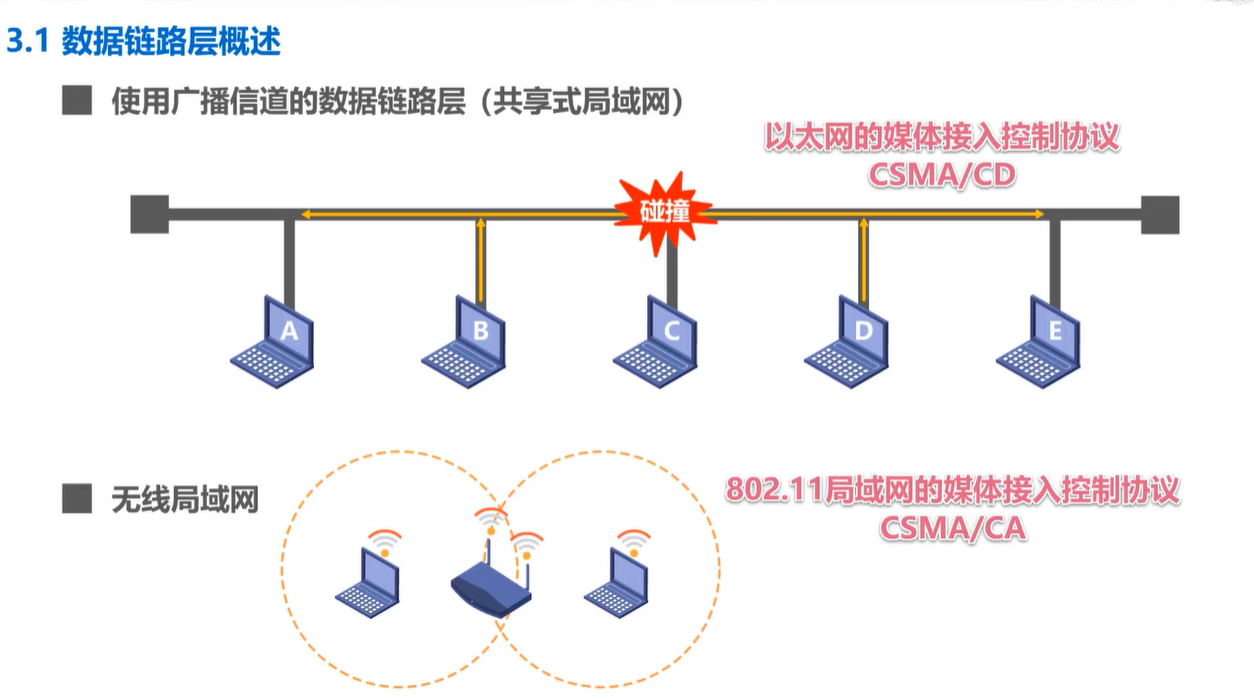 3.1 数据链路层概述
使用广播信道的数据链路层（共享式局域网）
以太网的媒体接入控制协议
CSMA/CD
碰撞
A
B
C
D
E
无线局域网
802.11局域网的媒体接入控制协议
CSMA/CA